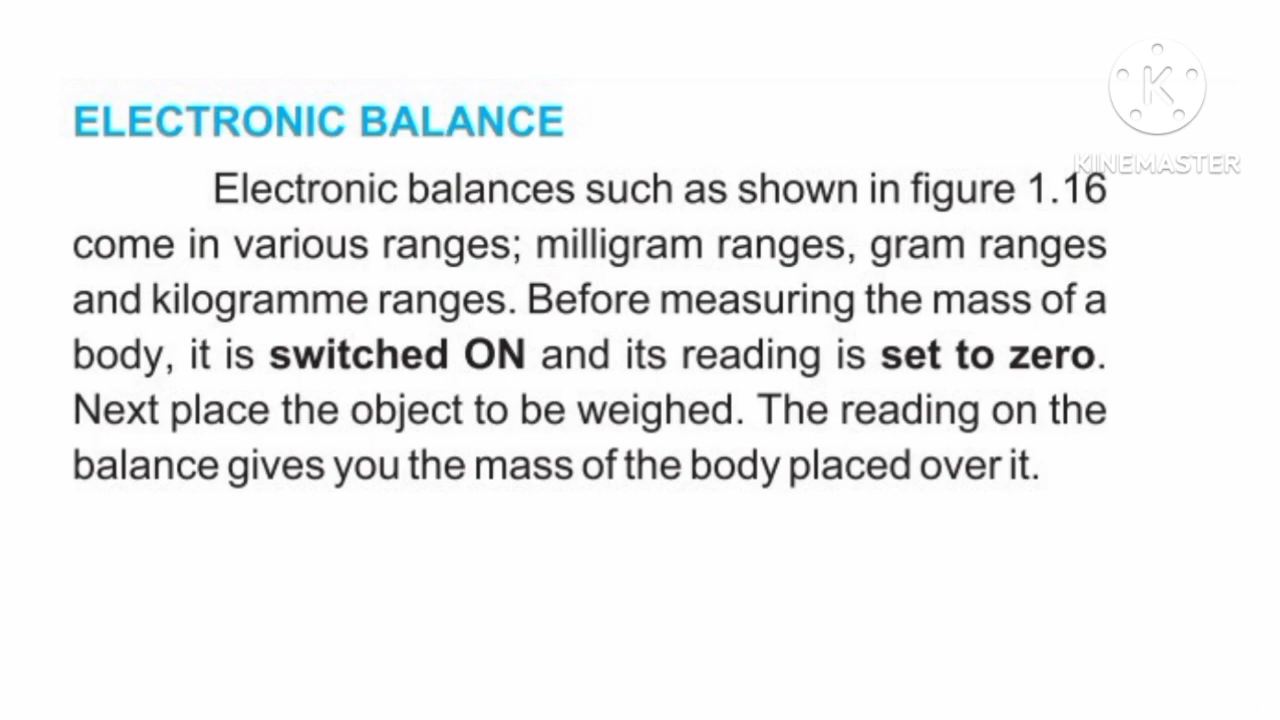 ELECTRONIC BALANCE
Electronic balances such as shown in figure 1.16
come in various ranges; milligram ranges, gram ranges
and kilogramme ranges. Before measuring the mass of a
body, it is switched ON and its reading is set to zero.
Next place the object to be weighed. The reading on the
balance gives you the mass of the body placed over it.
K
KINEMASTER